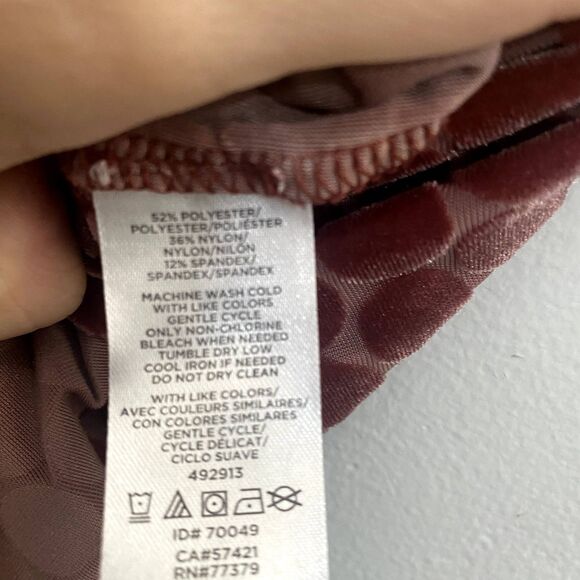 52% POLYESTER/
POLYESTER/POLIÉSTER
36% NYLON/
NYLON/NILÓN
12% SPANDEX/
SPANDEX/SPANDEX
MACHINE WASH COLD
WITH LIKE COLORS
GENTLE CYCLE
ONLY NON-CHLORINE
BLEACH WHEN NEEDED
TUMBLE DRY LOW
COOL IRON IF NEEDED
DO NOT DRY CLEAN
WITH LIKE COLORS/
AVEC COULEURS SIMILAIRES/
CON COLORES SIMILARES
GENTLE CYCLE/
CYCLE DÉLICAT/
CICLO SUAVE
492913
ID# 70049
CA#57421
RN#77379